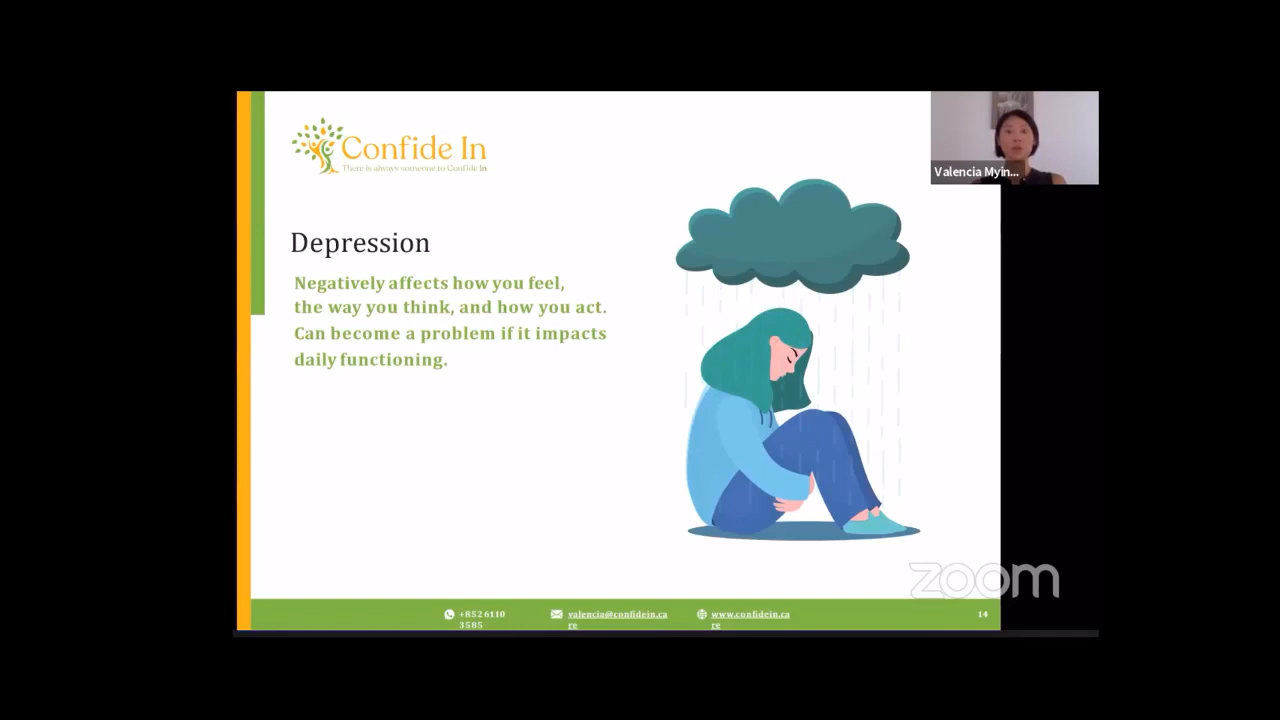 Confide In
There is always someone to Confide In
Valencia Myin...
Depression
Negatively affects how you feel,
the way you think, and how you act.
Can become a problem if it impacts
daily functioning.
zoom
+852 6110
3585
valencia@confidein.ca
re
www.confidein.ca
re
14